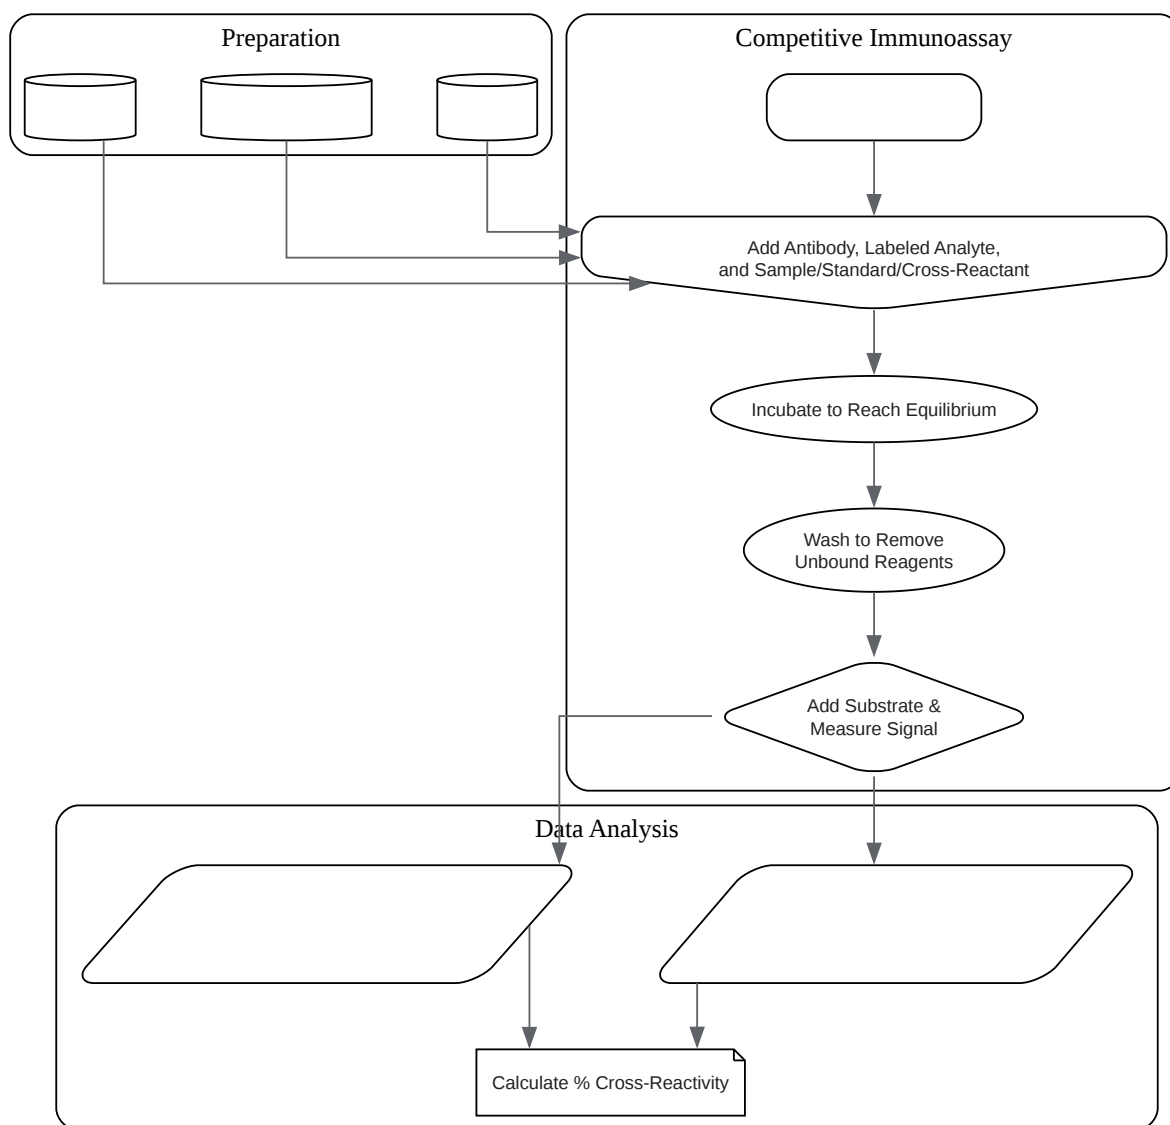 Preparation
Competitive Immunoassay
Add Antibody, Labeled Analyte,
and Sample/Standard/Cross-Reactant
Incubate to Reach Equilibrium
Wash to Remove
Unbound Reagents
Add Substrate &
Measure Signal
Data Analysis
Calculate % Cross-Reactivity